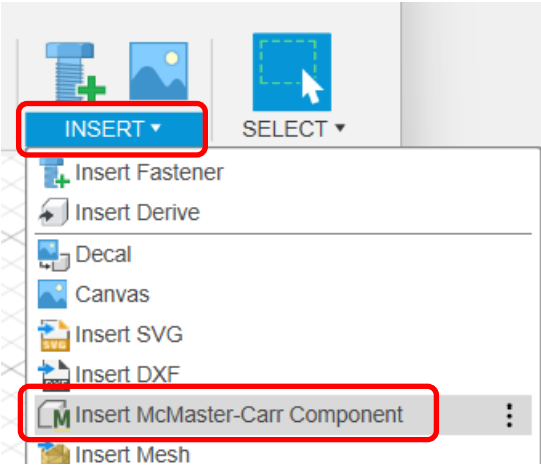 INSERT SELECT
Insert Fastener
Insert Derive
Decal
Canvas
Insert SVG
Insert DXF
Insert McMaster-Carr Component
Insert Mesh